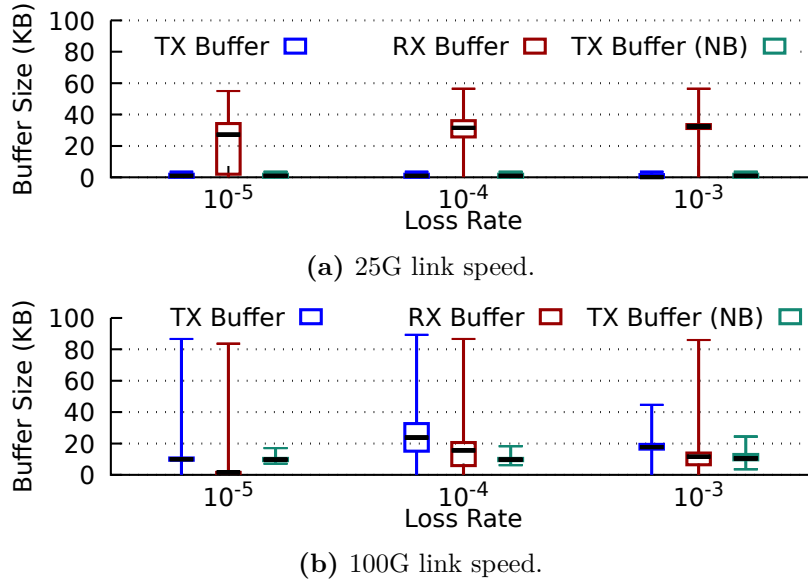 Buffer Size (KB)
100
80
60
40
20
0
TX Buffer
RX Buffer
TX Buffer (NB)
10-5
10-4
10-3
Loss Rate
(a) 25G link speed.
Buffer Size (KB)
100
80
60
40
20
0
TX Buffer
RX Buffer
TX Buffer (NB)
10-5
10-4
10-3
Loss Rate
(b) 100G link speed.